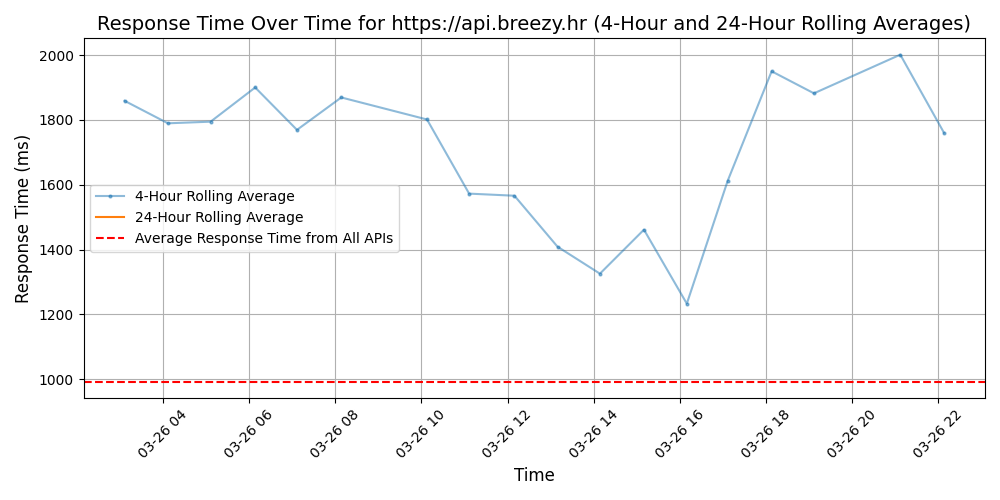 Response Time Over Time for https://api.breezy.hr (4-Hour and 24-Hour Rolling Averages)
Response Time (ms)
2000
1800
1600
1400
1200
1000
4-Hour Rolling Average
24-Hour Rolling Average
Average Response Time from All APIs
03-26 04
03-26 06
03-26 08
03-26 10
03-26 12
03-26 14
03-26 16
03-26 18
03-26 20
03-26 22
Time